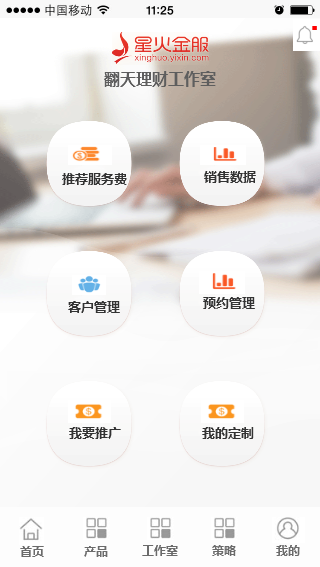 中国移动
11:25
星火金服
xinghuo.yixin.com
翻天理财工作室
推荐服务费
销售数据
客户管理
预约管理
我要推广
我的定制
首页
产品
工作室
策略
我的